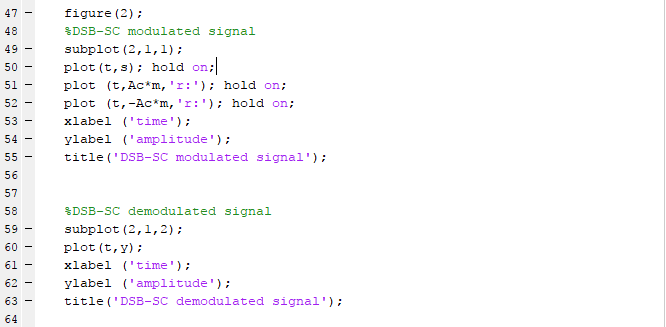 47 – figure(2);
48 %DSB-SC modulated signal
49 – subplot(2,1,1);
50 – plot(t,s); hold on;
51 – plot (t,Ac*m,'r:'); hold on;
52 – plot (t,-Ac*m,'r:'); hold on;
53 – xlabel ('time');
54 – ylabel ('amplitude');
55 – title('DSB-SC modulated signal');
56
57
58 %DSB-SC demodulated signal
59 – subplot(2,1,2);
60 – plot(t,y);
61 – xlabel ('time');
62 – ylabel ('amplitude');
63 – title('DSB-SC demodulated signal');
64